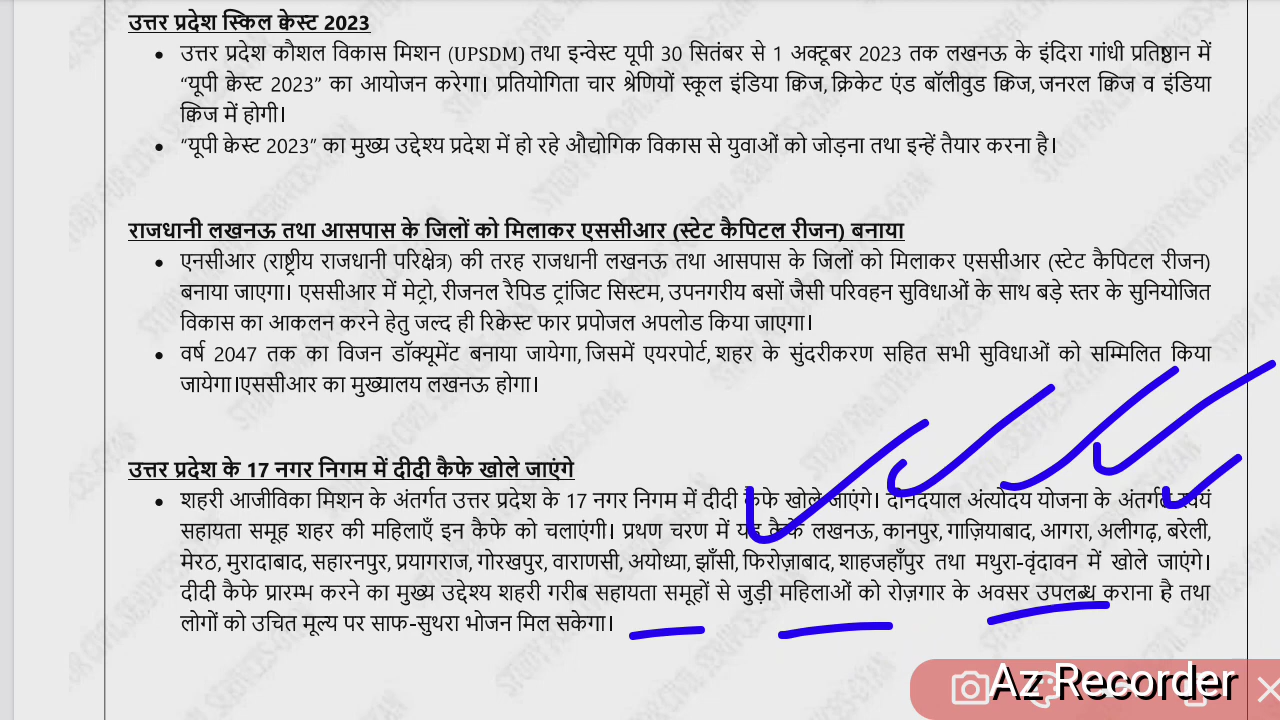 उत्तर प्रदेश स्किल क्वेस्ट 2023
• उत्तर प्रदेश कौशल विकास मिशन (UPSDM) तथा इन्वेस्ट यूपी 30 सितंबर से 1 अक्टूबर 2023 तक लखनऊ के इंदिरा गांधी प्रतिष्ठान में
“यूपी क्वेस्ट 2023” का आयोजन करेगा। प्रतियोगिता चार श्रेणियों स्कूल इंडिया क्विज, क्रिकेट एंड बॉलीवुड क्विज, जनरल क्विज व इंडिया
क्विज में होगी।
• “यूपी क्वेस्ट 2023” का मुख्य उद्देश्य प्रदेश में हो रहे औद्योगिक विकास से युवाओं को जोड़ना तथा इन्हें तैयार करना है।
राजधानी लखनऊ तथा आसपास के जिलों को मिलाकर एससीआर (स्टेट कैपिटल रीजन) बनाया
• एनसीआर (राष्ट्रीय राजधानी परिक्षेत्र) की तरह राजधानी लखनऊ तथा आसपास के जिलों को मिलाकर एससीआर (स्टेट कैपिटल रीजन)
बनाया जाएगा। एससीआर में मेट्रो, रीजनल रैपिड ट्रांजिट सिस्टम, उपनगरीय बसों जैसी परिवहन सुविधाओं के साथ बड़े स्तर के सुनियोजित
विकास का आकलन करने हेतु जल्द ही रिक्वेस्ट फार प्रपोजल अपलोड किया जाएगा।
• वर्ष 2047 तक का विजन डॉक्यूमेंट बनाया जायेगा, जिसमें एयरपोर्ट, शहर के सुंदरीकरण सहित सभी सुविधाओं को सम्मिलित किया
जायेगा।एससीआर का मुख्यालय लखनऊ होगा।
उत्तर प्रदेश के 17 नगर निगम में दीदी कैफे खोले जाएंगे
• शहरी आजीविका मिशन के अंतर्गत उत्तर प्रदेश के 17 नगर निगम में दीदी कैफे खोले जाएंगे। दीनदयाल अंत्योदय योजना के अंतर्गत स्वयं
सहायता समूह शहर की महिलाएँ इन कैफे को चलाएंगी। प्रथण चरण में यह कैफे लखनऊ, कानपुर, गाज़ियाबाद, आगरा, अलीगढ़, बरेली,
मेरठ, मुरादाबाद, सहारनपुर, प्रयागराज, गोरखपुर, वाराणसी, अयोध्या, झाँसी, फिरोज़ाबाद, शाहजहाँपुर तथा मथुरा-वृंदावन में खोले जाएंगे।
दीदी कैफे प्रारम्भ करने का मुख्य उद्देश्य शहरी गरीब सहायता समूहों से जुड़ी महिलाओं को रोज़गार के अवसर उपलब्ध कराना है तथा
लोगों को उचित मूल्य पर साफ-सुथरा भोजन मिल सकेगा।
Az Recorder